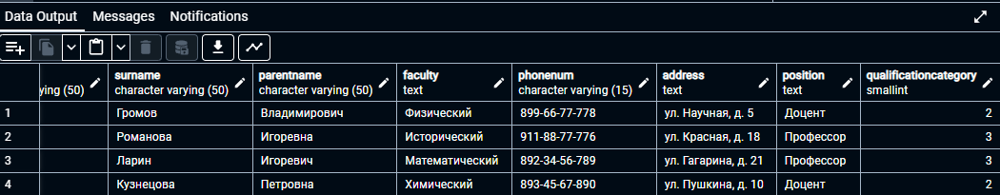 Data Output Messages Notifications
surname parentname faculty phonenum address position qualificationcategory
ying (50) character varying (50) character varying (50) text character varying (15) text text smallint
1 Громов Владимирович Физический 899-66-77-778 ул. Научная, д. 5 Доцент 2
2 Романова Игоревна Исторический 911-88-77-776 ул. Красная, д. 18 Профессор 3
3 Ларин Игоревич Математический 892-34-56-789 ул. Гагарина, д. 21 Профессор 3
4 Кузнецова Петровна Химический 893-45-67-890 ул. Пушкина, д. 10 Доцент 2